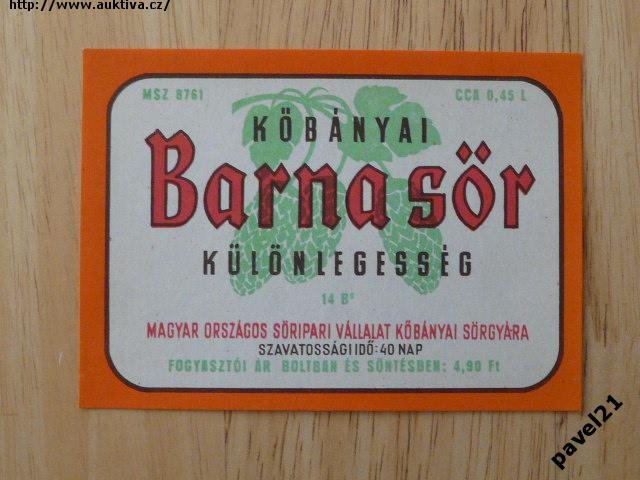 http://www.auktiva.cz/
MSZ 8761
CCA 0,45 L
KŐBÁNYAI
Barna sör
KÜLÖNLEGESSÉG
14 B°
MAGYAR ORSZÁGOS SÖRIPARI VÁLLALAT KŐBÁNYAI SÖRGYÁRA
SZAVATOSSÁGI IDŐ: 40 NAP
FOGYASZTÓI ÁR BOLTBAN ÉS SÖNTÉSBEN: 4,90 Ft
pavel21